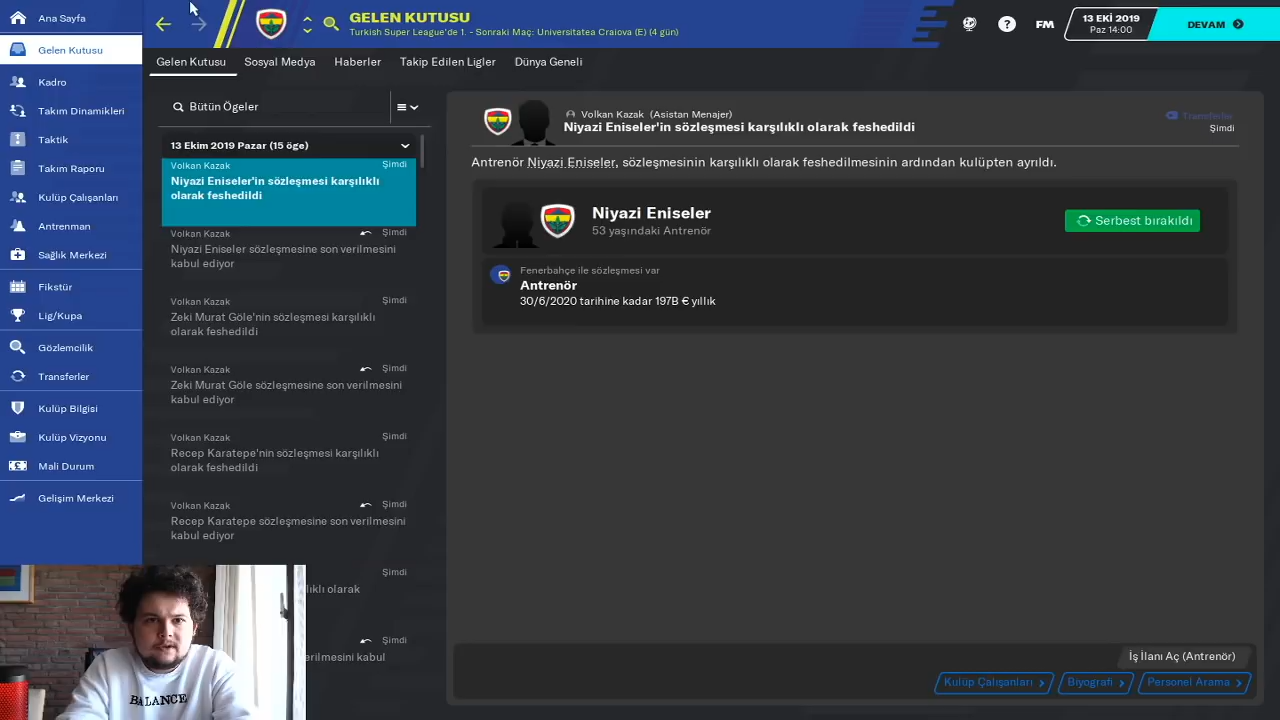 Ana Sayfa
Gelen Kutusu
Kadro
Takım Dinamikleri
Taktik
Takım Raporu
Kulüp Çalışanları
Antrenman
Sağlık Merkezi
Fikstür
Lig/Kupa
Gözlemcilik
Transferler
Kulüp Bilgisi
Kulüp Vizyonu
Mali Durum
Gelişim Merkezi
GELEN KUTUSU
Turkish Super League'de 1. - Sonraki Maç: Universitatea Craiova (E) (4 gün)
FM
13 EKİ 2019
Paz 14:00
DEVAM
Gelen Kutusu
Sosyal Medya
Haberler
Takip Edilen Ligler
Dünya Geneli
Bütün Ögeler
13 Ekim 2019 Pazar (15 öge)
Volkan Kazak
Şimdi
Niyazi Eniseler'in sözleşmesi karşılıklı
olarak feshedildi
Volkan Kazak
Şimdi
Niyazi Eniseler sözleşmesine son verilmesini
kabul ediyor
Volkan Kazak
Şimdi
Zeki Murat Göle'nin sözleşmesi karşılıklı
olarak feshedildi
Volkan Kazak
Şimdi
Zeki Murat Göle sözleşmesine son verilmesini
kabul ediyor
Volkan Kazak
Şimdi
Recep Karatepe'nin sözleşmesi karşılıklı
olarak feshedildi
Volkan Kazak
Şimdi
Recep Karatepe sözleşmesine son verilmesini
kabul ediyor
Şimdi
olarak
Şimdi
kabul
Volkan Kazak (Asistan Menajer)
Niyazi Eniseler'in sözleşmesi karşılıklı olarak feshedildi
Transferler
Şimdi
Antrenör Niyazi Eniseler, sözleşmesinin karşılıklı olarak feshedilmesinin ardından kulüpten ayrıldı.
Niyazi Eniseler
53 yaşındaki Antrenör
Serbest bırakıldı
Fenerbahçe ile sözleşmesi var
Antrenör
30/6/2020 tarihine kadar 197B € yıllık
İş İlanı Aç (Antrenör)
Kulüp Çalışanları
Biyografi
Personel Arama
BALANCE